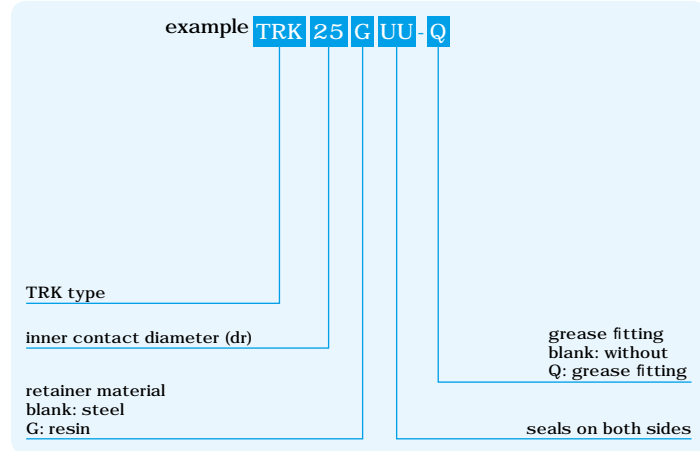 example TRK 25 G UU - Q
TRK type
inner contact diameter (dr)
retainer material
blank: steel
G: resin
grease fitting
blank: without
Q: grease fitting
seals on both sides